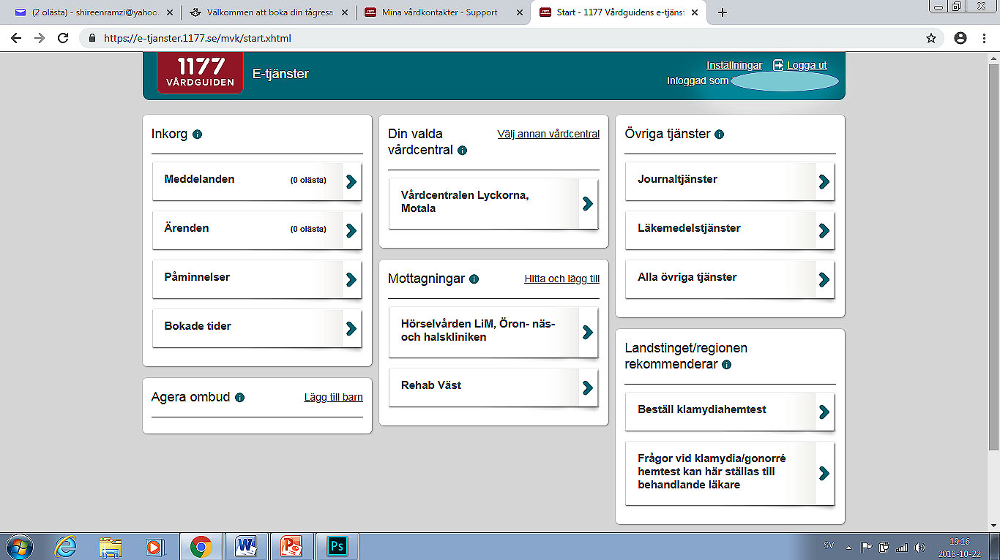 (2 olästa) - shireenramzi@yahoo.
Välkommen att boka din tågresa
Mina vårdkontakter - Support
Start - 1177 Vårdguidens e-tjänst
https://e-tjanster.1177.se/mvk/start.xhtml
1177
VÅRDGUIDEN
E-tjänster
Inställningar
Logga ut
Inloggad som
Inkorg
Meddelanden
(0 olästa)
Ärenden
(0 olästa)
Påminnelser
Bokade tider
Agera ombud
Lägg till barn
Din valda
vårdcentral
Välj annan vårdcentral
Vårdcentralen Lyckorna,
Motala
Mottagningar
Hitta och lägg till
Hörselvården LiM, Öron- näs-
och halskliniken
Rehab Väst
Övriga tjänster
Journaltjänster
Läkemedelstjänster
Alla övriga tjänster
Landstinget/regionen
rekommenderar
Beställ klamydiahemtest
Frågor vid klamydia/gonorré
hemtest kan här ställas till
behandlande läkare
Ps
SV
19:16
2018-10-22